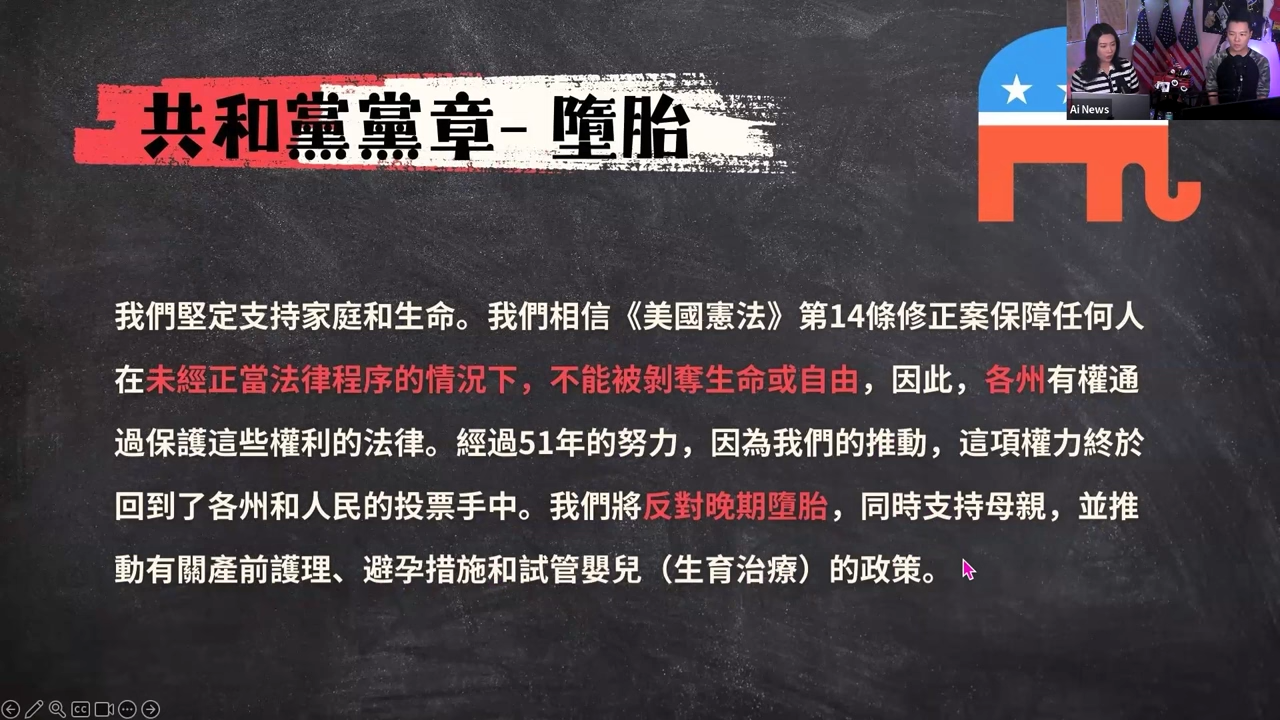 共和黨黨章- 墮胎
Ai News
我們堅定支持家庭和生命。我們相信《美國憲法》第14條修正案保障任何人
在未經正當法律程序的情況下，不能被剝奪生命或自由，因此，各州有權通
過保護這些權利的法律。經過51年的努力，因為我們的推動，這項權力終於
回到了各州和人民的投票手中。我們將反對晚期墮胎，同時支持母親，並推
動有關產前護理、避孕措施和試管嬰兒（生育治療）的政策。
CC